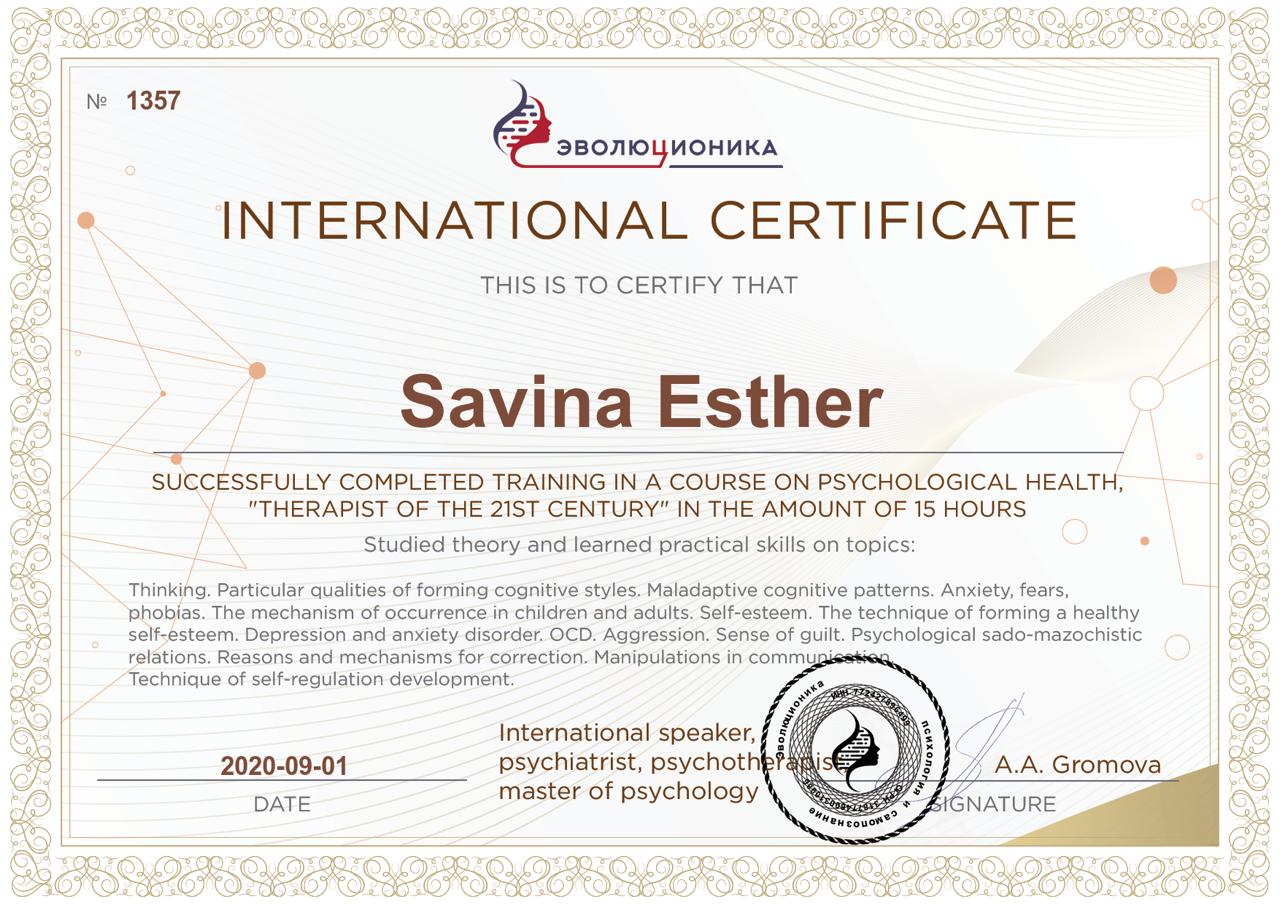 № 1357
ЭВОЛЮЦИОНИКА
INTERNATIONAL CERTIFICATE
THIS IS TO CERTIFY THAT
Savina Esther
SUCCESSFULLY COMPLETED TRAINING IN A COURSE ON PSYCHOLOGICAL HEALTH,
"THERAPIST OF THE 21ST CENTURY" IN THE AMOUNT OF 15 HOURS
Studied theory and learned practical skills on topics:
Thinking. Particular qualities of forming cognitive styles. Maladaptive cognitive patterns. Anxiety, fears,
phobias. The mechanism of occurrence in children and adults. Self-esteem. The technique of forming a healthy
self-esteem. Depression and anxiety disorder. OCD. Aggression. Sense of guilt. Psychological sado-mazochistic
relations. Reasons and mechanisms for correction. Manipulations in communication.
Technique of self-regulation development.
International speaker,
psychiatrist, psychotherapist,
master of psychology
2020-09-01
DATE
A.A. Gromova
SIGNATURE
Эволюционика
психология и самопознание
ИНН